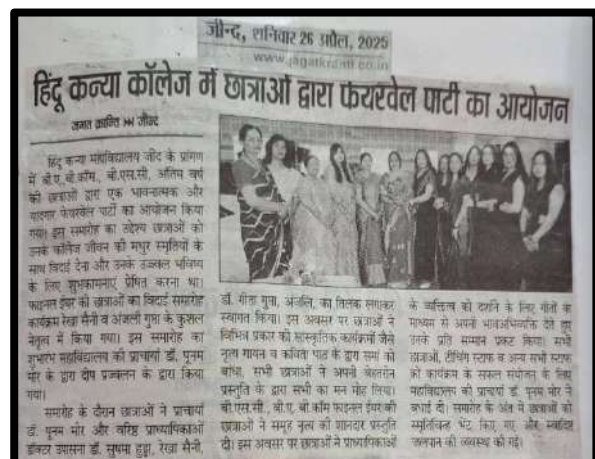 जीन्द, शनिवार 26 अप्रैल, 2025
www.jagatkranti.co.in
हिंदू कन्या कॉलेज में छात्राओं द्वारा फेयरवेल पार्टी का आयोजन
जगत क्रान्ति जीन्द
हिंदू कन्या महाविद्यालय जींद के प्रांगण
में बी.ए, बी.कॉम, बी.एस.सी, अंतिम वर्ष
की छात्राओं द्वारा एक भावनात्मक और
यादगार फेयरवेल पार्टी का आयोजन किया
गया। इस समारोह का उद्देश्य छात्राओं को
उनके कॉलेज जीवन की मधुर स्मृतियों के
साथ विदाई देना और उनके उज्ज्वल भविष्य
के लिए शुभकामनाएं प्रेषित करना था।
फाइनल ईयर की छात्राओं का विदाई समारोह
कार्यक्रम रेखा सैनी व अंजली गुप्ता के कुशल
नेतृत्व में किया गया। इस समारोह का
शुभारंभ महाविद्यालय की प्राचार्या डॉ. पूनम
मोर के द्वारा दीप प्रज्वलन के द्वारा किया
गया।
समारोह के दौरान छात्राओं ने प्राचार्या
डॉ. पूनम मोर और वरिष्ठ प्राध्यापिकाओं
डॉक्टर उपासना डॉ. सुषमा हुड्डा, रेखा सैनी,
डॉ. गीता गुप्ता, अंजलि, का तिलक लगाकर
स्वागत किया। इस अवसर पर छात्राओं ने
विभिन्न प्रकार की सांस्कृतिक कार्यक्रमों जैसे
नृत्य गायन व कविता पाठ के द्वारा समां को
बांधा, सभी छात्राओं ने अपनी बेहतरीन
प्रस्तुति के द्वारा सभी का मन मोह लिया।
बी.एस.सी., बी.ए, बी.कॉम फाइनल ईयर की
छात्राओं ने समूह नृत्य की शानदार प्रस्तुति
दी। इस अवसर पर छात्राओं ने प्राध्यापिकाओं
के व्यक्तित्व को दर्शाने के लिए गीतों के
माध्यम से अपनी भावअभिव्यक्ति देते हुए
उनके प्रति सम्मान प्रकट किया। सभी
छात्राओं, टीचिंग स्टाफ व अन्य सभी स्टाफ
को कार्यक्रम के सफल संयोजन के लिए
महाविद्यालय की प्राचार्या डॉ. पूनम मोर ने
बधाई दी। समारोह के अंत में छात्राओं को
स्मृतिचिन्ह भेंट किए गए और स्वादिष्ट
जलपान की व्यवस्था की गई।